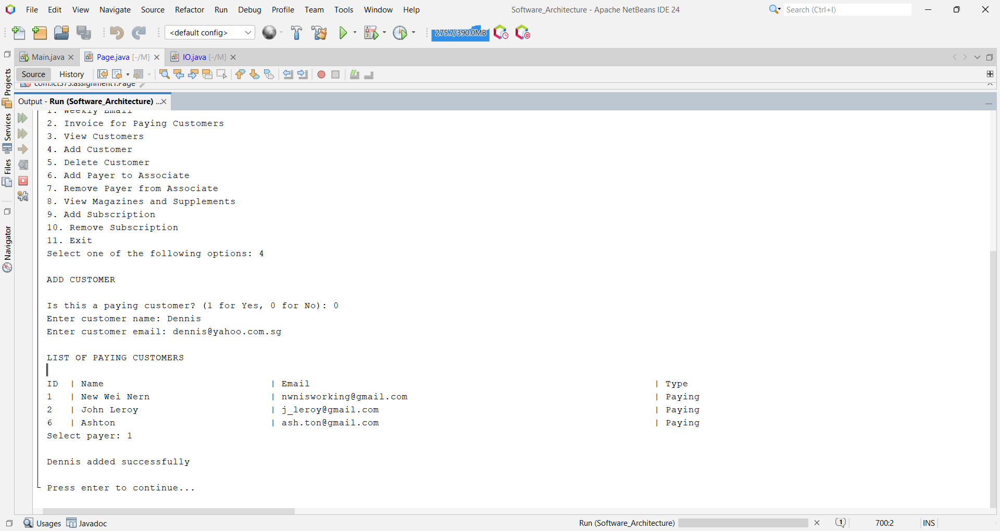 File Edit View Navigate Source Refactor Run Debug Profile Team Tools Window Help
Software_Architecture - Apache NetBeans IDE 24
Search (Ctrl+I)
<default config>
275.7/390.0MB
Main.java
Page.java [-/M]
IO.java [-/M]
Source History
com.ict373.assignment1.Page
Projects
Services
Files
Navigator
Output - Run (Software_Architecture) ...
1. Weekly Email
2. Invoice for Paying Customers
3. View Customers
4. Add Customer
5. Delete Customer
6. Add Payer to Associate
7. Remove Payer from Associate
8. View Magazines and Supplements
9. Add Subscription
10. Remove Subscription
11. Exit
Select one of the following options: 4
ADD CUSTOMER
Is this a paying customer? (1 for Yes, 0 for No): 0
Enter customer name: Dennis
Enter customer email: dennis@yahoo.com.sg
LIST OF PAYING CUSTOMERS
ID | Name | Email | Type
1 | New Wei Nern | nwnisworking@gmail.com | Paying
2 | John Leroy | j_leroy@gmail.com | Paying
6 | Ashton | ash.ton@gmail.com | Paying
Select payer: 1
Dennis added successfully
Press enter to continue...
Usages Javadoc
Run (Software_Architecture)
1
700:2
INS